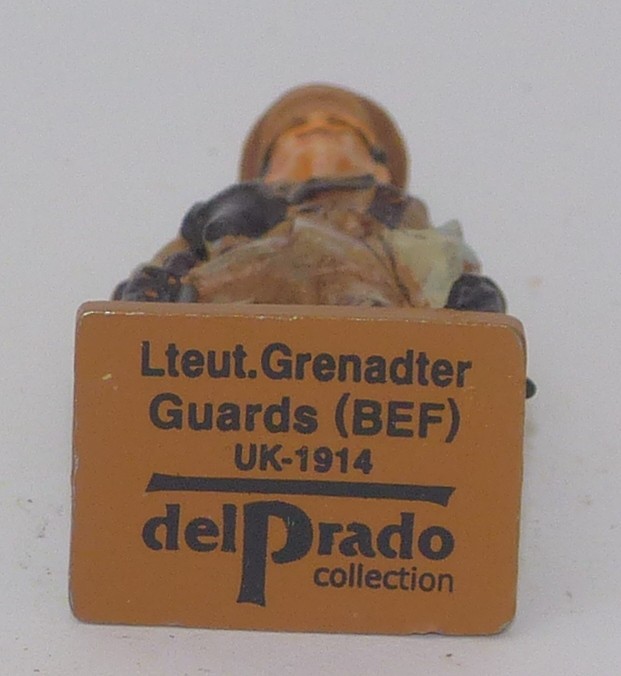 Lteut.Grenadter
Guards (BEF)
UK-1914
delPrado
collection